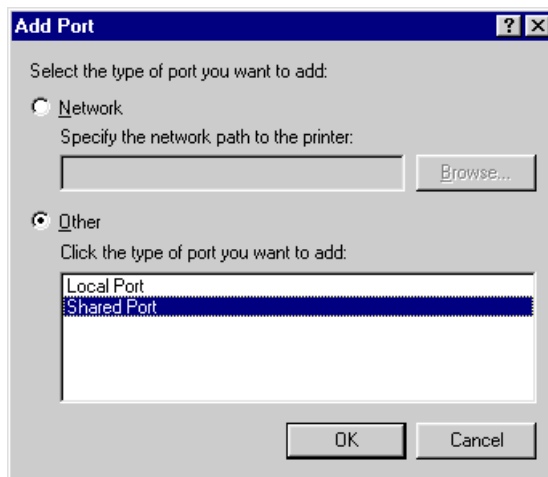 Add Port
Select the type of port you want to add:
Network
Specify the network path to the printer:
Browse...
Other
Click the type of port you want to add:
Local Port
Shared Port
OK
Cancel